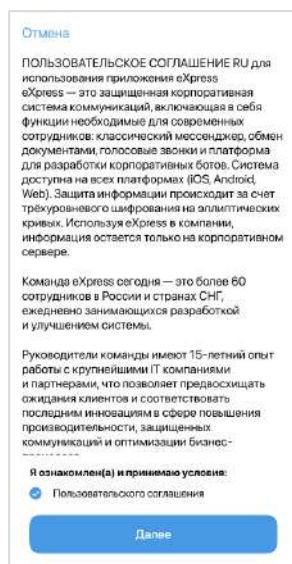 Отмена
ПОЛЬЗОВАТЕЛЬСКОЕ СОГЛАШЕНИЕ RU для
использования приложения eXpress
eXpress — это защищенная корпоративная
система коммуникаций, включающая в себя
функции необходимые для современных
сотрудников: классический мессенджер, обмен
документами, голосовые звонки и платформа
для разработки корпоративных ботов. Система
доступна на всех платформах (iOS, Android,
Web). Защита информации происходит за счет
трёхуровневого шифрования на эллиптических
кривых. Используя eXpress в компании,
информация остается только на корпоративном
сервере.
Команда eXpress сегодня — это более 60
сотрудников в России и странах СНГ,
ежедневно занимающихся разработкой
и улучшением системы.
Руководители команды имеют 15-летний опыт
работы с крупнейшими IT компаниями
и партнерами, что позволяет предвосхищать
ожидания клиентов и соответствовать
последним инновациям в сфере повышения
производительности, защищенных
коммуникаций и оптимизации бизнес-
Я ознакомлен(а) и принимаю условия:
Пользовательского соглашения
Далее